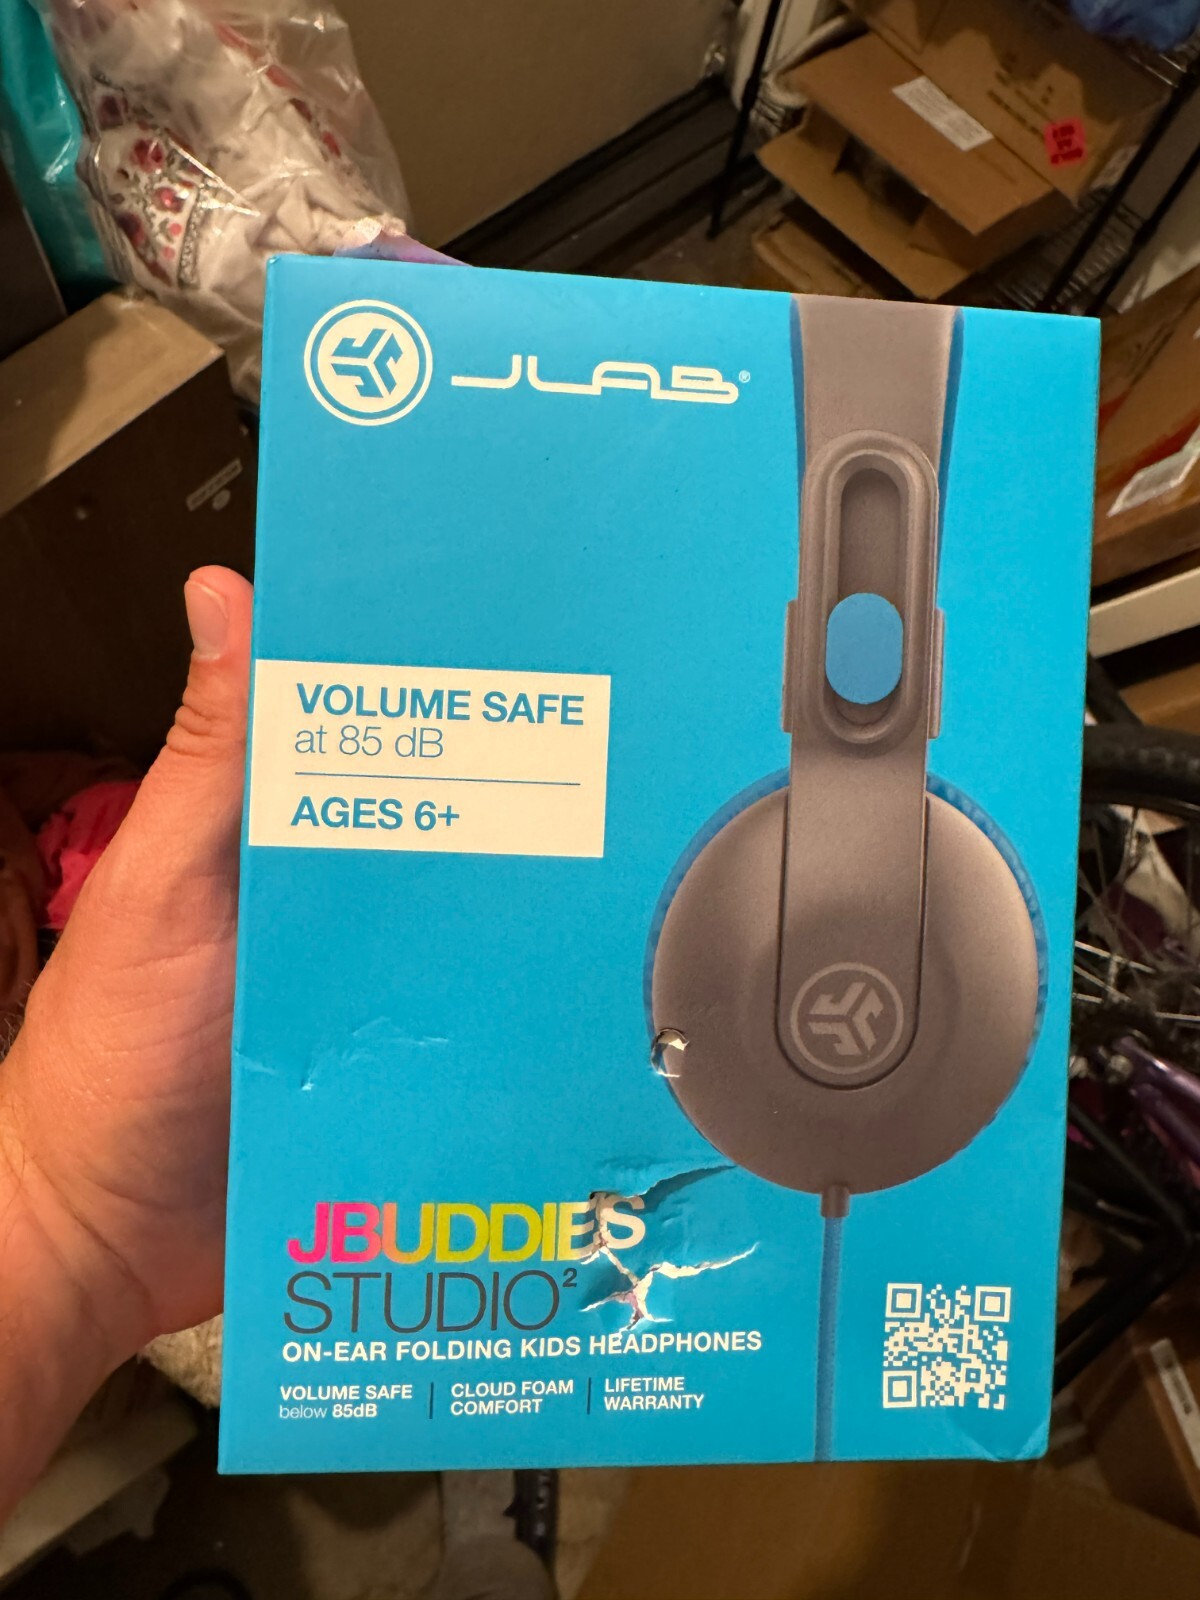 JLAB®
VOLUME SAFE
at 85 dB
AGES 6+
JBUDDIES
STUDIO²
ON-EAR FOLDING KIDS HEADPHONES
VOLUME SAFE
below 85dB
CLOUD FOAM
COMFORT
LIFETIME
WARRANTY